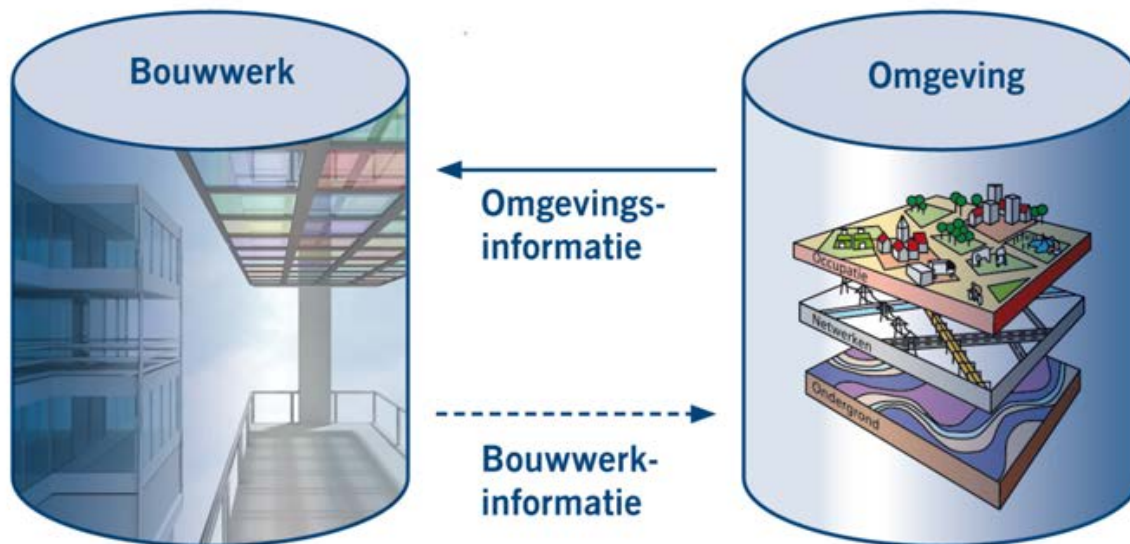 Bouwwerk
Omgeving
Omgevings-
informatie
Occupatie
Netwerken
Ondergrond
Bouwwerk-
informatie